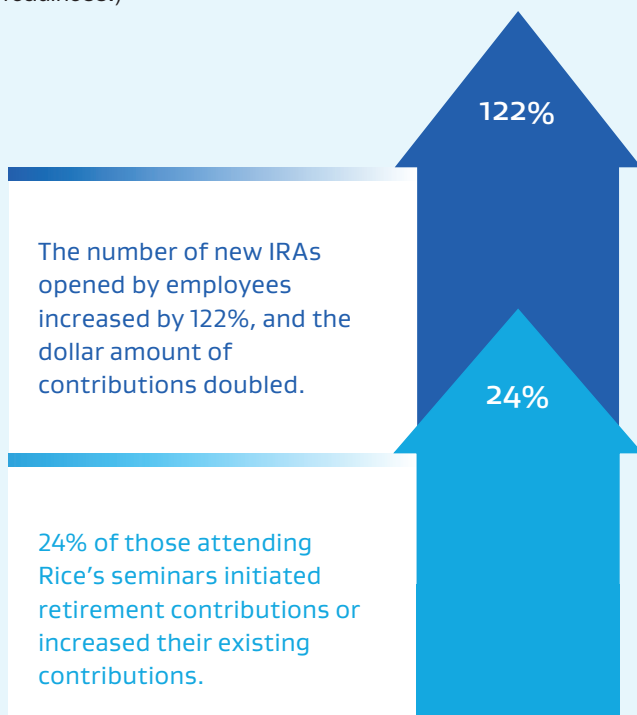 122%
The number of new IRAs
opened by employees
increased by 122%, and the
dollar amount of
contributions doubled.
24%
24% of those attending
Rice's seminars initiated
retirement contributions or
increased their existing
contributions.